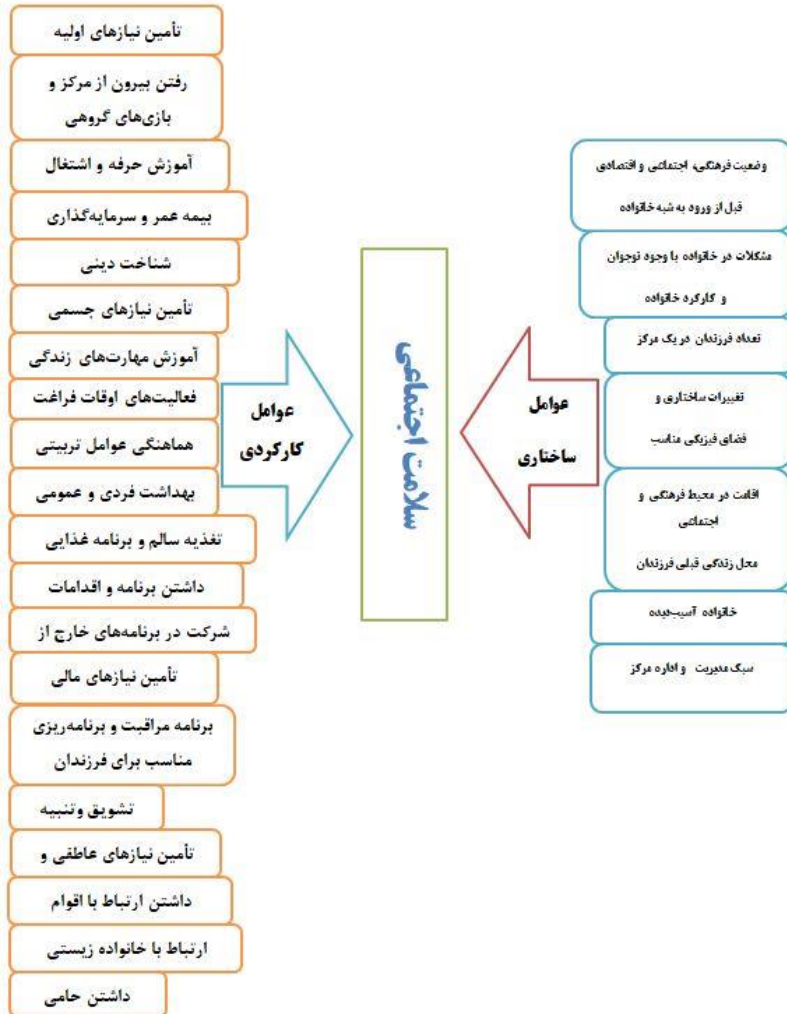 وضعیت فرهنگی، اجتماعی و اقتصادی
قبل از ورود به شبه خانواده
مشکلات در خانواده با وجود نوجوان
و کارکرد خانواده
تعداد فرزندان در یک مرکز
تغییرات ساختاری و
فضای فیزیکی مناسب
اقامت در محیط فرهنگی و
اجتماعی
محل زندگی قبلی فرزندان
خانواده آسیب‌دیده
سبک مدیریت و اداره مرکز
عوامل
ساختاری
سلامت اجتماعی
عوامل
کارکردی
تأمین نیازهای اولیه
رفتن بیرون از مرکز و
بازی‌های گروهی
آموزش حرفه و اشتغال
بیمه عمر و سرمایه‌گذاری
شناخت دینی
تأمین نیازهای جسمی
آموزش مهارت‌های زندگی
فعالیت‌های اوقات فراغت
هماهنگی عوامل تربیتی
بهداشت فردی و عمومی
تغذیه سالم و برنامه غذایی
داشتن برنامه و اقدامات
شرکت در برنامه‌های خارج از
تأمین نیازهای مالی
برنامه مراقبت و برنامه‌ریزی
مناسب برای فرزندان
تشویق وتنبیه
تأمین نیازهای عاطفی و
داشتن ارتباط با اقوام
ارتباط با خانواده زیستی
داشتن حامی